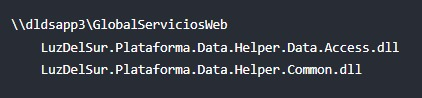 \\dldsapp3\GlobalServiciosWeb
LuzDelSur.Plataforma.Data.Helper.Data.Access.dll
LuzDelSur.Plataforma.Data.Helper.Common.dll